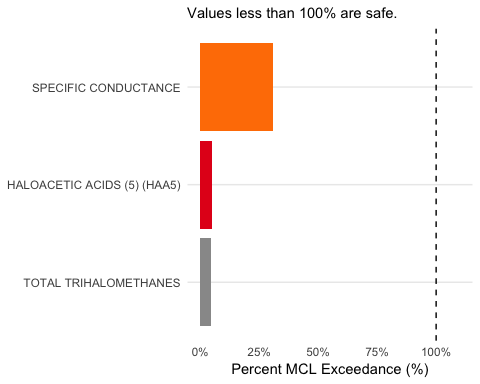 Values less than 100% are safe.
SPECIFIC CONDUCTANCE
HALOACETIC ACIDS (5) (HAA5)
TOTAL TRIHALOMETHANES
0% 25% 50% 75% 100%
Percent MCL Exceedance (%)